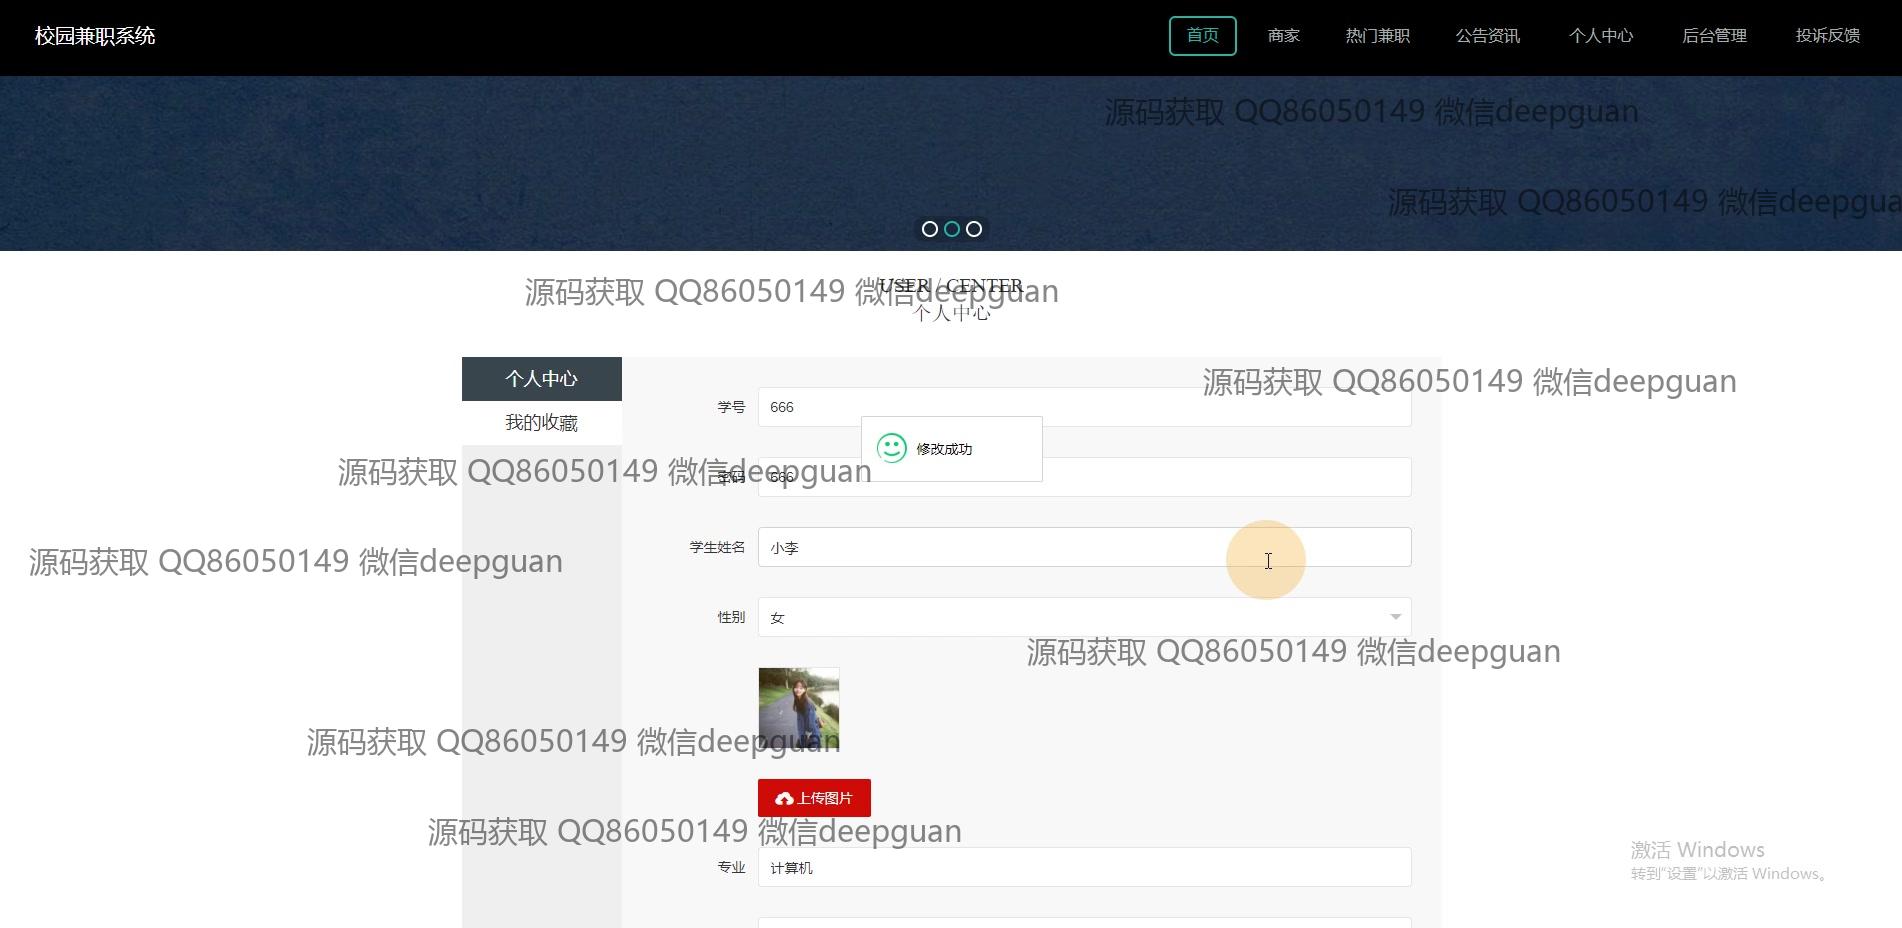 校园兼职系统
首页
商家
热门兼职
公告资讯
个人中心
后台管理
投诉反馈
源码获取 QQ86050149 微信deepguan
源码获取 QQ86050149 微信deepgua
USER / CENTER
源码获取 QQ86050149 微信deepguan
个人中心
个人中心
源码获取 QQ86050149 微信deepguan
学号
666
我的收藏
修改成功
源码获取 QQ86050149 微信deepguan
密码
666
学生姓名
小李
源码获取 QQ86050149 微信deepguan
性别
女
源码获取 QQ86050149 微信deepguan
源码获取 QQ86050149 微信deepguan
上传图片
源码获取 QQ86050149 微信deepguan
专业
计算机
激活 Windows
转到“设置”以激活 Windows。